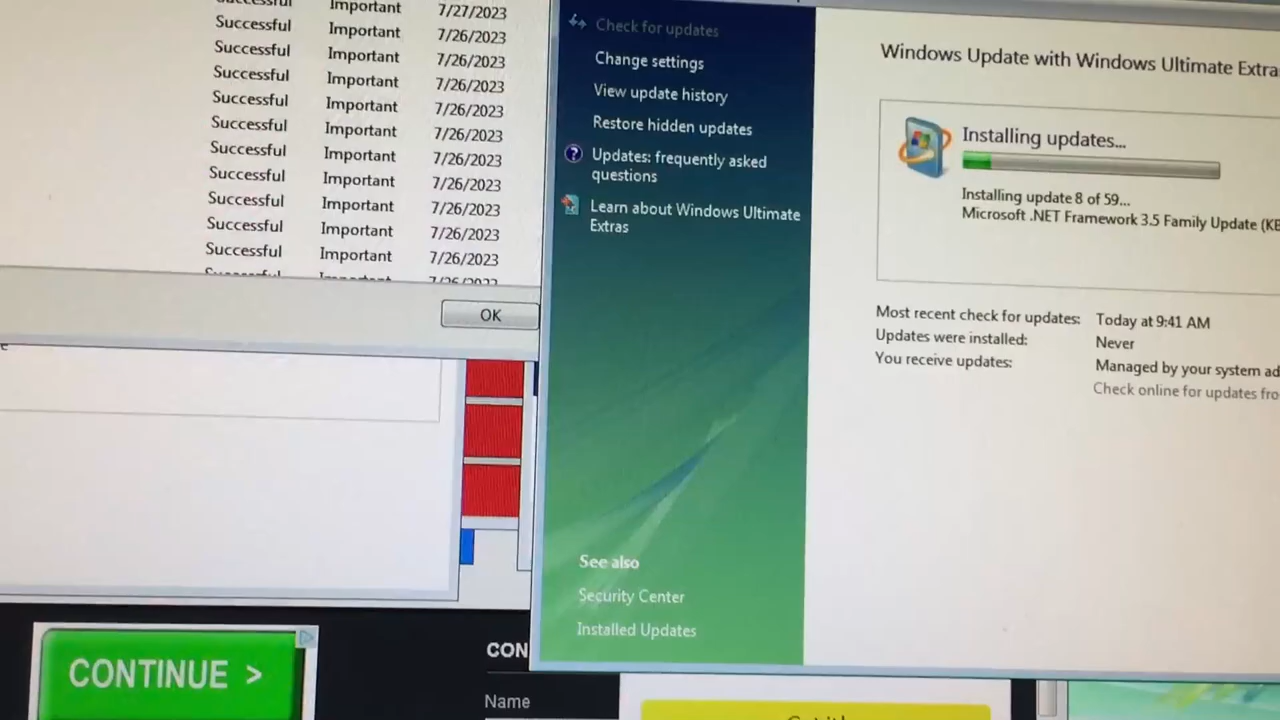 Important 7/27/2023
Successful Important 7/26/2023
Successful Important 7/26/2023
Successful Important 7/26/2023
Successful Important 7/26/2023
Successful Important 7/26/2023
Successful Important 7/26/2023
Successful Important 7/26/2023
Successful Important 7/26/2023
Successful Important 7/26/2023
Successful Important 7/26/2023
OK
CONTINUE >
CON
Name
Check for updates
Change settings
View update history
Restore hidden updates
Updates: frequently asked
questions
Learn about Windows Ultimate
Extras
See also
Security Center
Installed Updates
Windows Update with Windows Ultimate Extra
Installing updates...
Installing update 8 of 59...
Microsoft .NET Framework 3.5 Family Update (KB
Most recent check for updates: Today at 9:41 AM
Updates were installed: Never
You receive updates: Managed by your system ad
Check online for updates fro